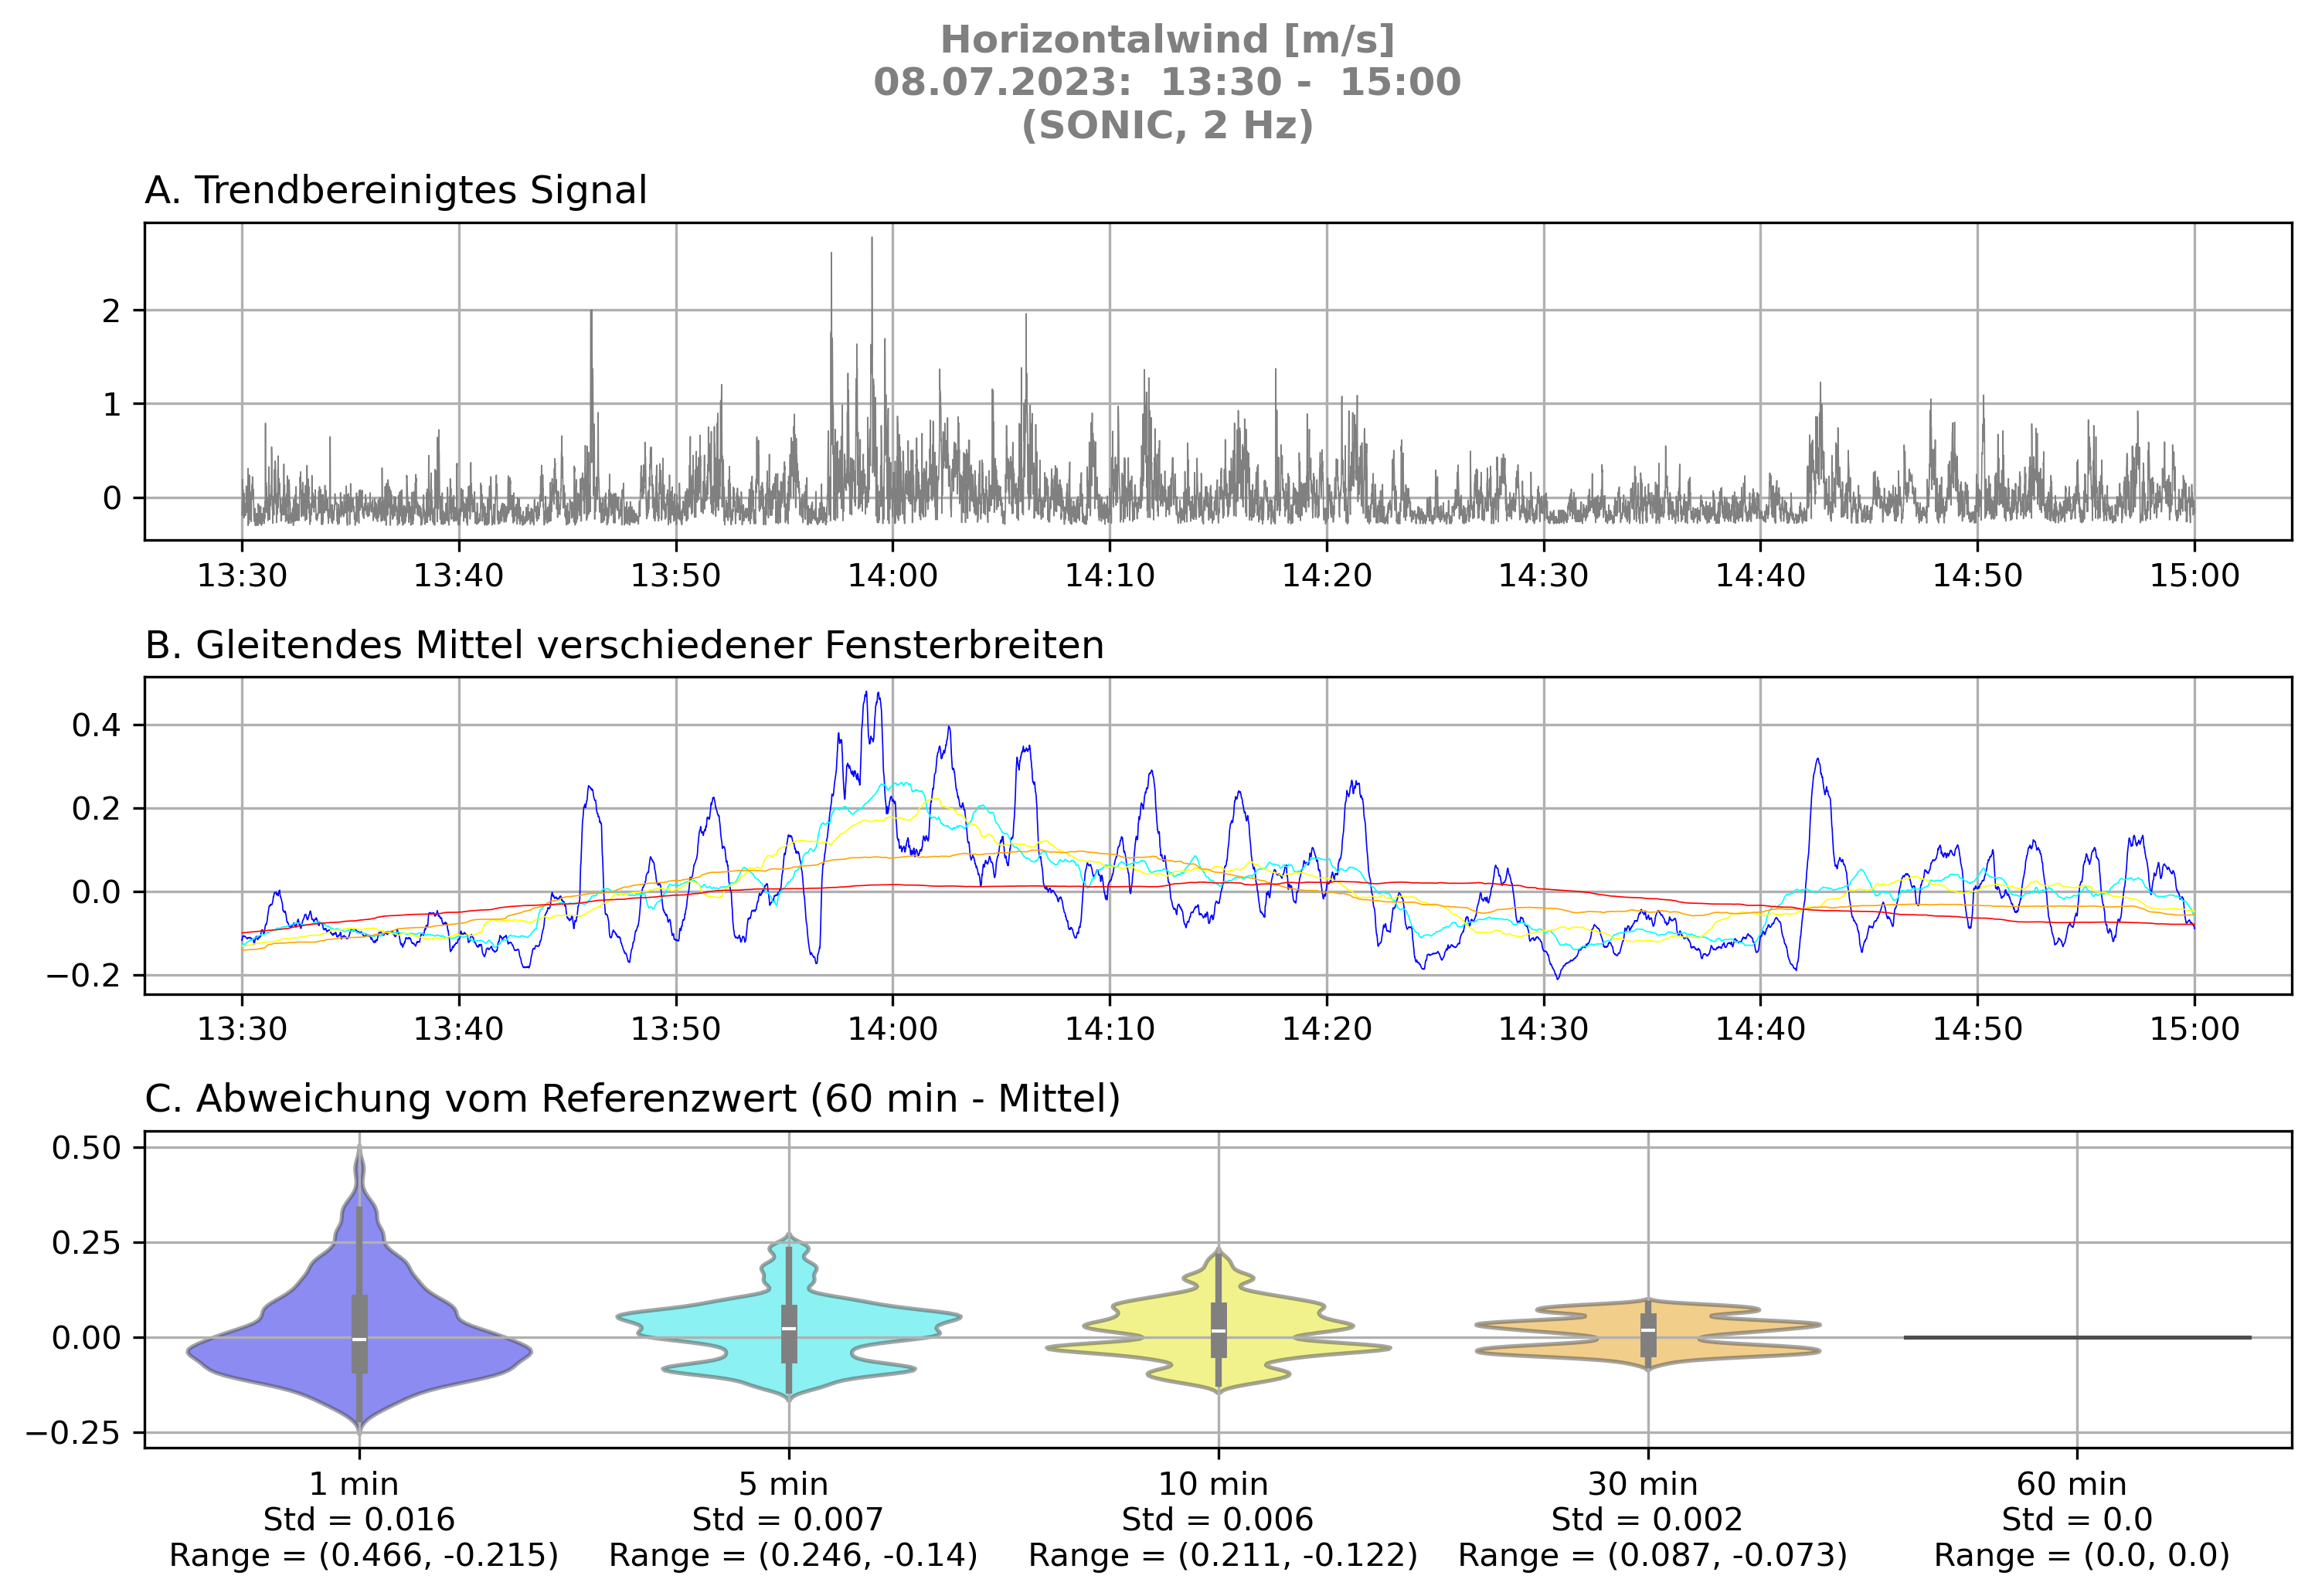 Horizontalwind [m/s]
08.07.2023:  13:30 -  15:00
(SONIC, 2 Hz)
A. Trendbereinigtes Signal
2
1
0
13:30 13:40 13:50 14:00 14:10 14:20 14:30 14:40 14:50 15:00
B. Gleitendes Mittel verschiedener Fensterbreiten
0.4
0.2
0.0
−0.2
13:30 13:40 13:50 14:00 14:10 14:20 14:30 14:40 14:50 15:00
C. Abweichung vom Referenzwert (60 min - Mittel)
0.50
0.25
0.00
−0.25
1 min 5 min 10 min 30 min 60 min
Std = 0.016 Std = 0.007 Std = 0.006 Std = 0.002 Std = 0.0
Range = (0.466, -0.215) Range = (0.246, -0.14) Range = (0.211, -0.122) Range = (0.087, -0.073) Range = (0.0, 0.0)